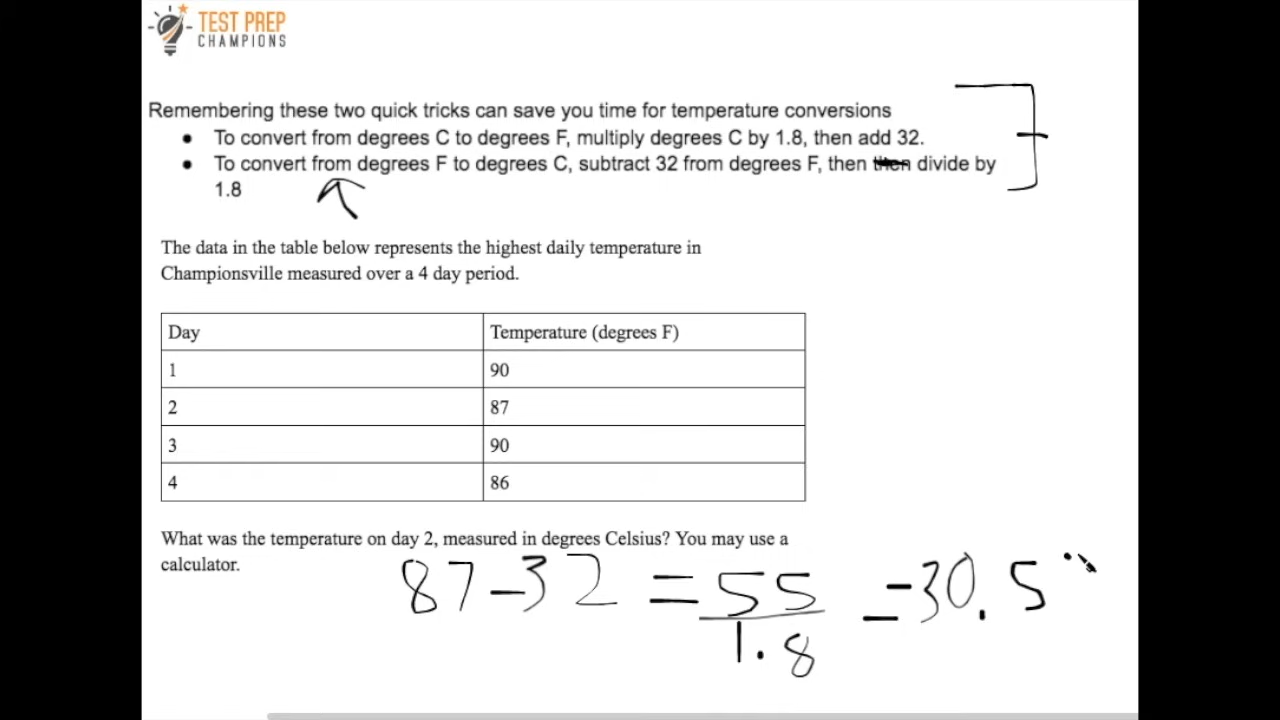 TEST PREP
CHAMPIONS
Remembering these two quick tricks can save you time for temperature conversions
• To convert from degrees C to degrees F, multiply degrees C by 1.8, then add 32.
• To convert from degrees F to degrees C, subtract 32 from degrees F, then then divide by
1.8
The data in the table below represents the highest daily temperature in
Championsville measured over a 4 day period.
Day Temperature (degrees F)
1 90
2 87
3 90
4 86
What was the temperature on day 2, measured in degrees Celsius? You may use a
calculator.
87-32 = 55 = 30.5
1.8